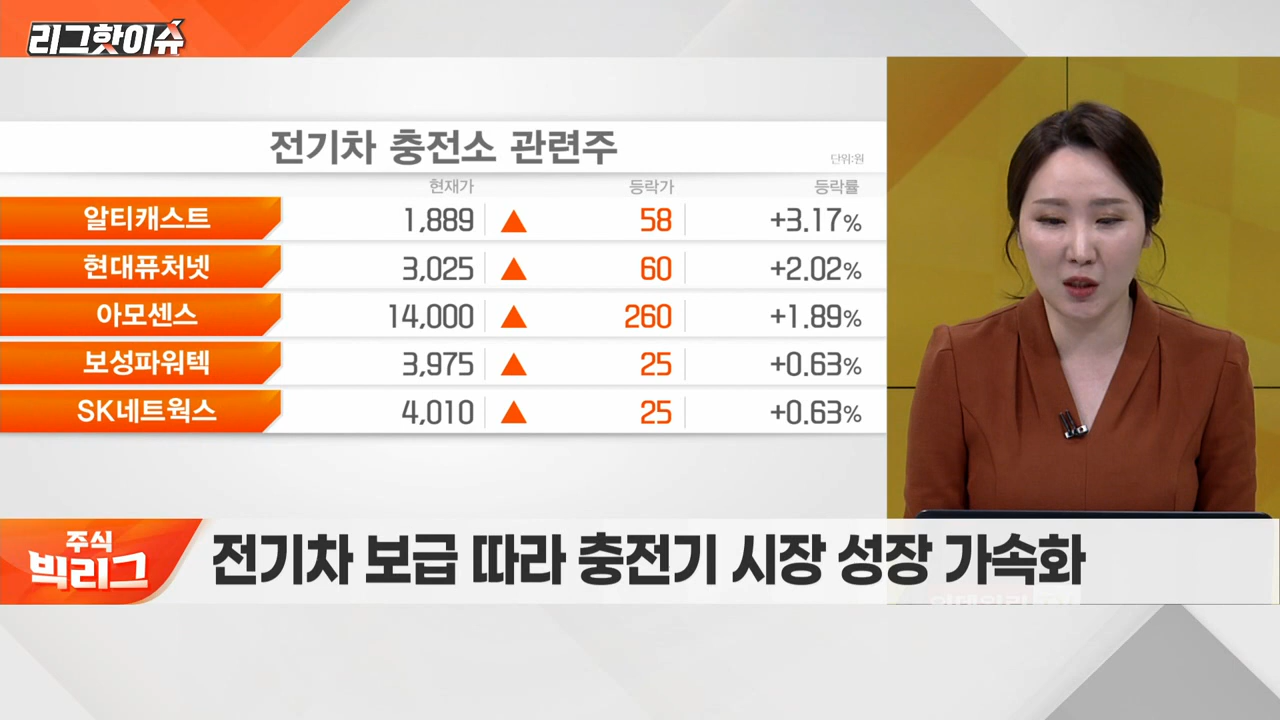 리그핫이슈
전기차 충전소 관련주
단위:원
현재가 등락가 등락률
알티캐스트 1,889 ▲ 58 +3.17%
현대퓨처넷 3,025 ▲ 60 +2.02%
아모센스 14,000 ▲ 260 +1.89%
보성파워텍 3,975 ▲ 25 +0.63%
SK네트웍스 4,010 ▲ 25 +0.63%
주식
빅리그
전기차 보급 따라 충전기 시장 성장 가속화